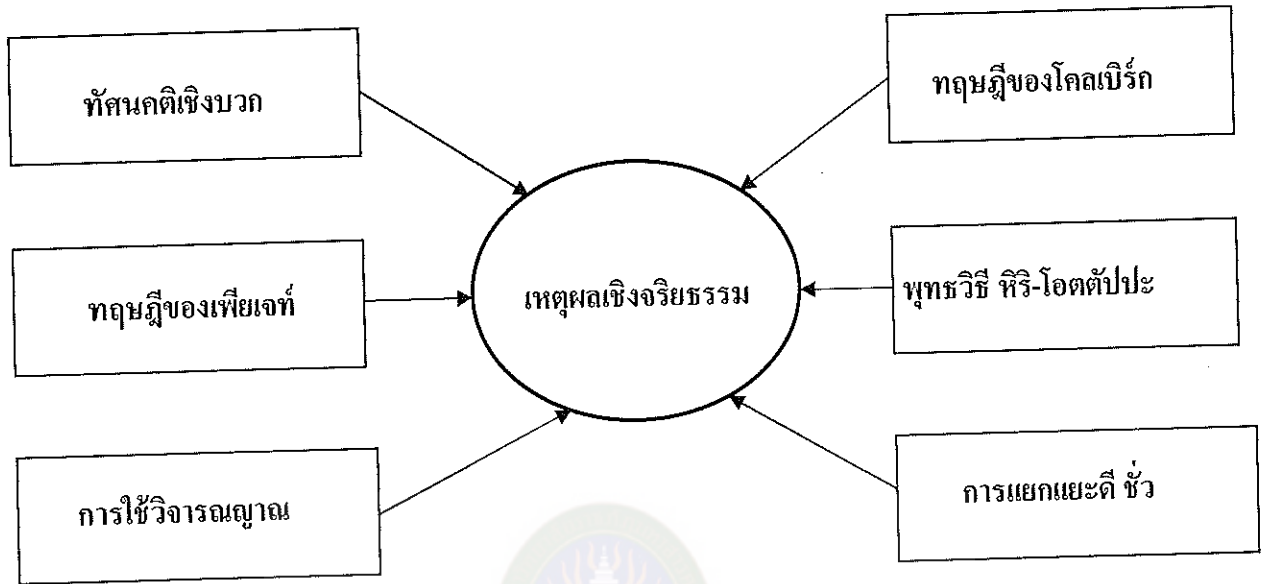 ทัศนคติเชิงบวก
ทฤษฎีของโคลเบิร์ก
ทฤษฎีของเพียเจท์
เหตุผลเชิงจริยธรรม
พุทธวิธี หิริ-โอตตัปปะ
การใช้วิจารณญาณ
การแยกแยะดี ชั่ว